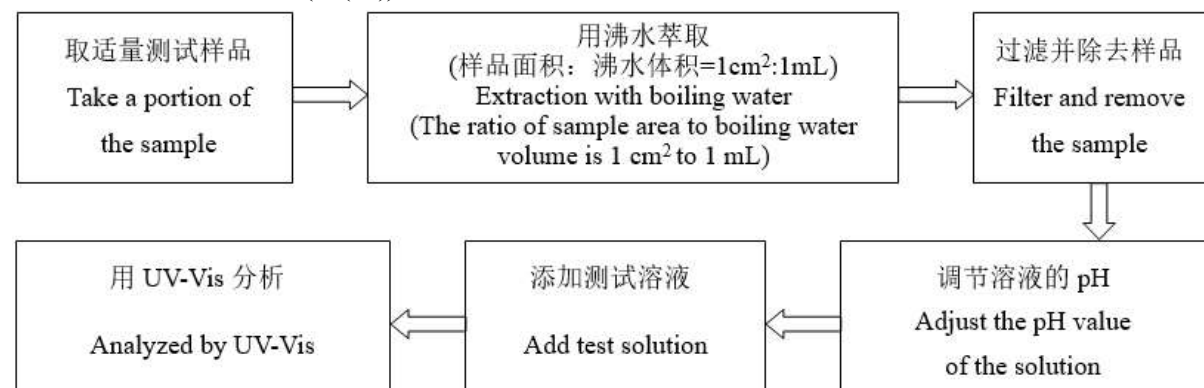 取适量测试样品
Take a portion of
the sample
用沸水萃取
(样品面积：沸水体积=1cm²:1mL)
Extraction with boiling water
(The ratio of sample area to boiling water
volume is 1 cm² to 1 mL)
过滤并除去样品
Filter and remove
the sample
调节溶液的 pH
Adjust the pH value
of the solution
添加测试溶液
Add test solution
用 UV-Vis 分析
Analyzed by UV-Vis